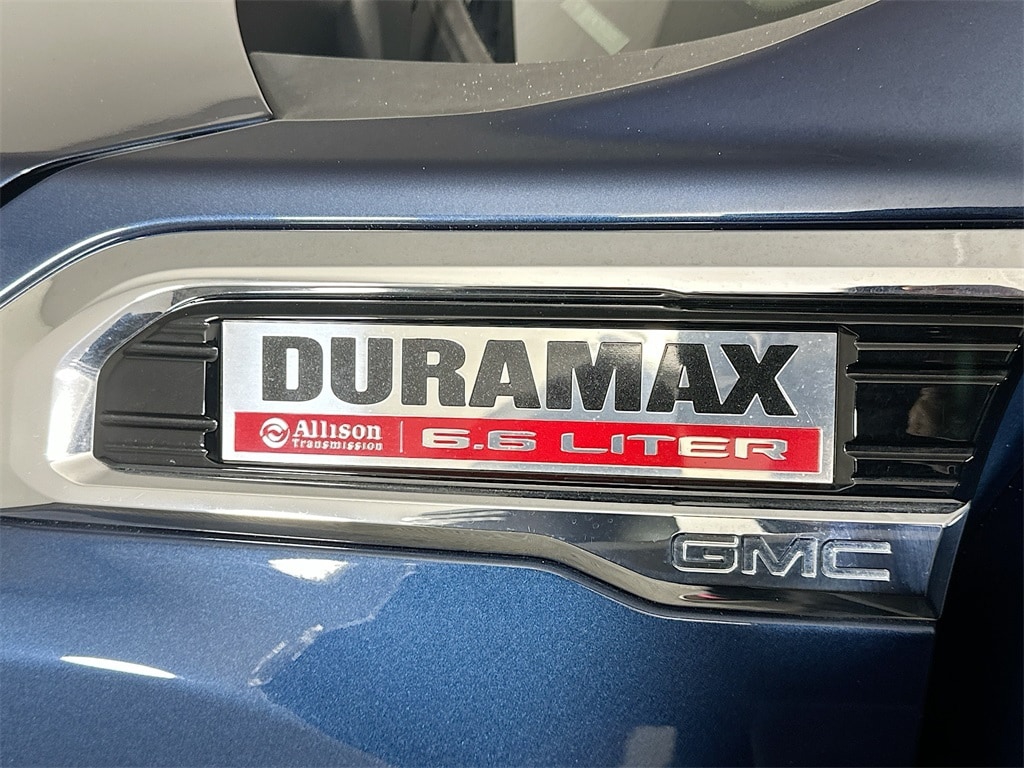 DURAMAX
Allison
Transmission
6.6 LITER
GMC